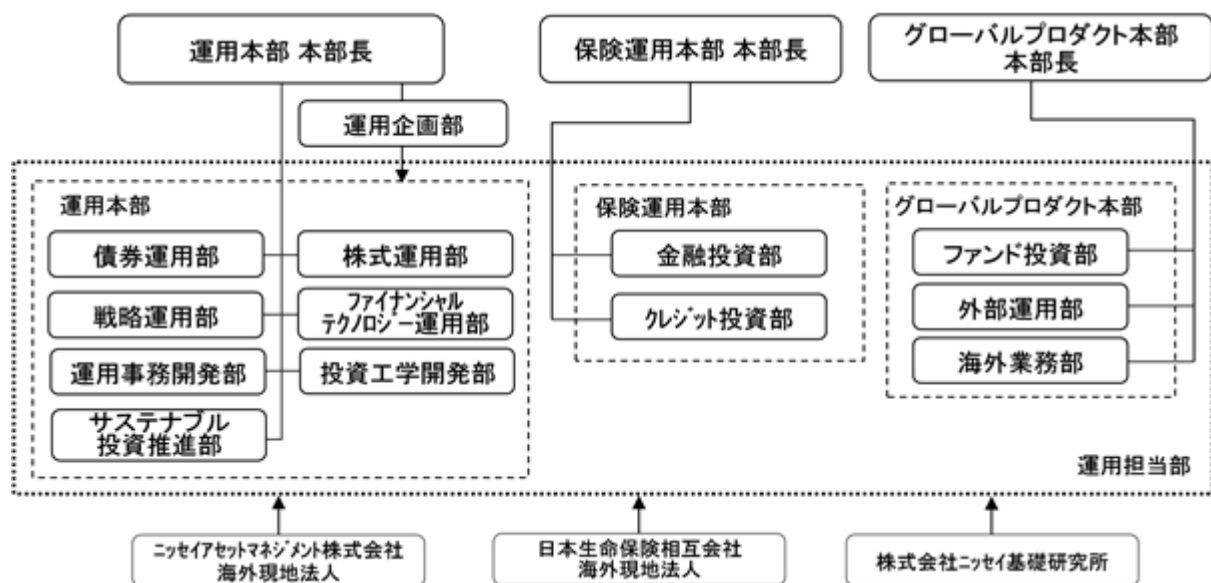 運用本部 本部長
保険運用本部 本部長
グローバルプロダクト本部
本部長
運用企画部
運用本部
債券運用部
株式運用部
戦略運用部
ファイナンシャル
テクノロジー運用部
運用事務開発部
投資工学開発部
サステナブル
投資推進部
保険運用本部
金融投資部
クレジット投資部
グローバルプロダクト本部
ファンド投資部
外部運用部
海外業務部
運用担当部
ニッセイアセットマネジメント株式会社
海外現地法人
日本生命保険相互会社
海外現地法人
株式会社ニッセイ基礎研究所